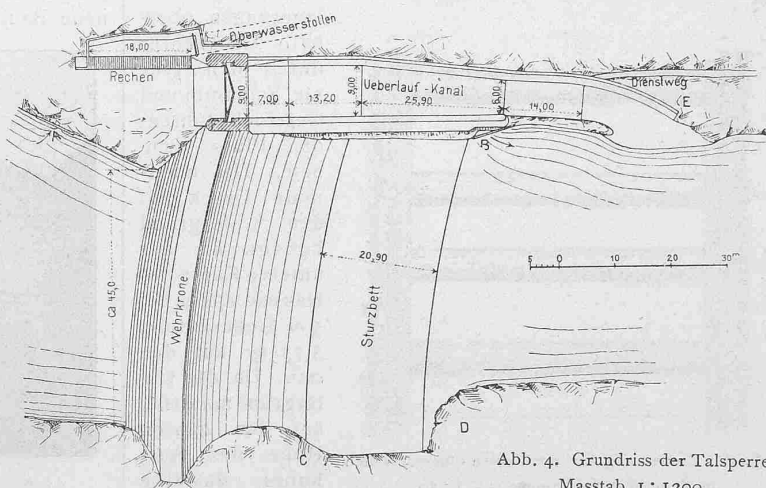 Oberwasserstollen
18,00
Rechen
9,00
7,00
13,20
9,00
Ueberlauf-Kanal
25,90
14,00
Dienstweg
E
A
B
ca 45,0
Wehrkrone
20,90
Sturzbett
5 0 10 20 30m
C
D
Abb. 4. Grundriss der Talsperre
Masstab 1 : 1200